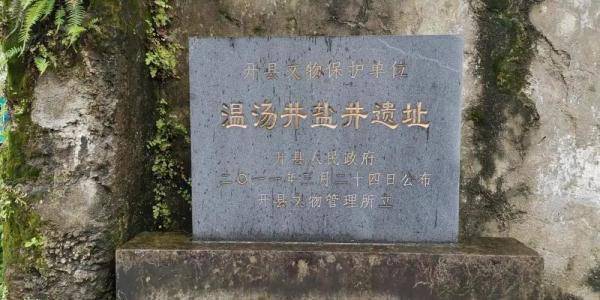 开县文物保护单位
温汤井盐井遗址
开县人民政府
二〇一一年三月二十四日公布
开县文物管理所立